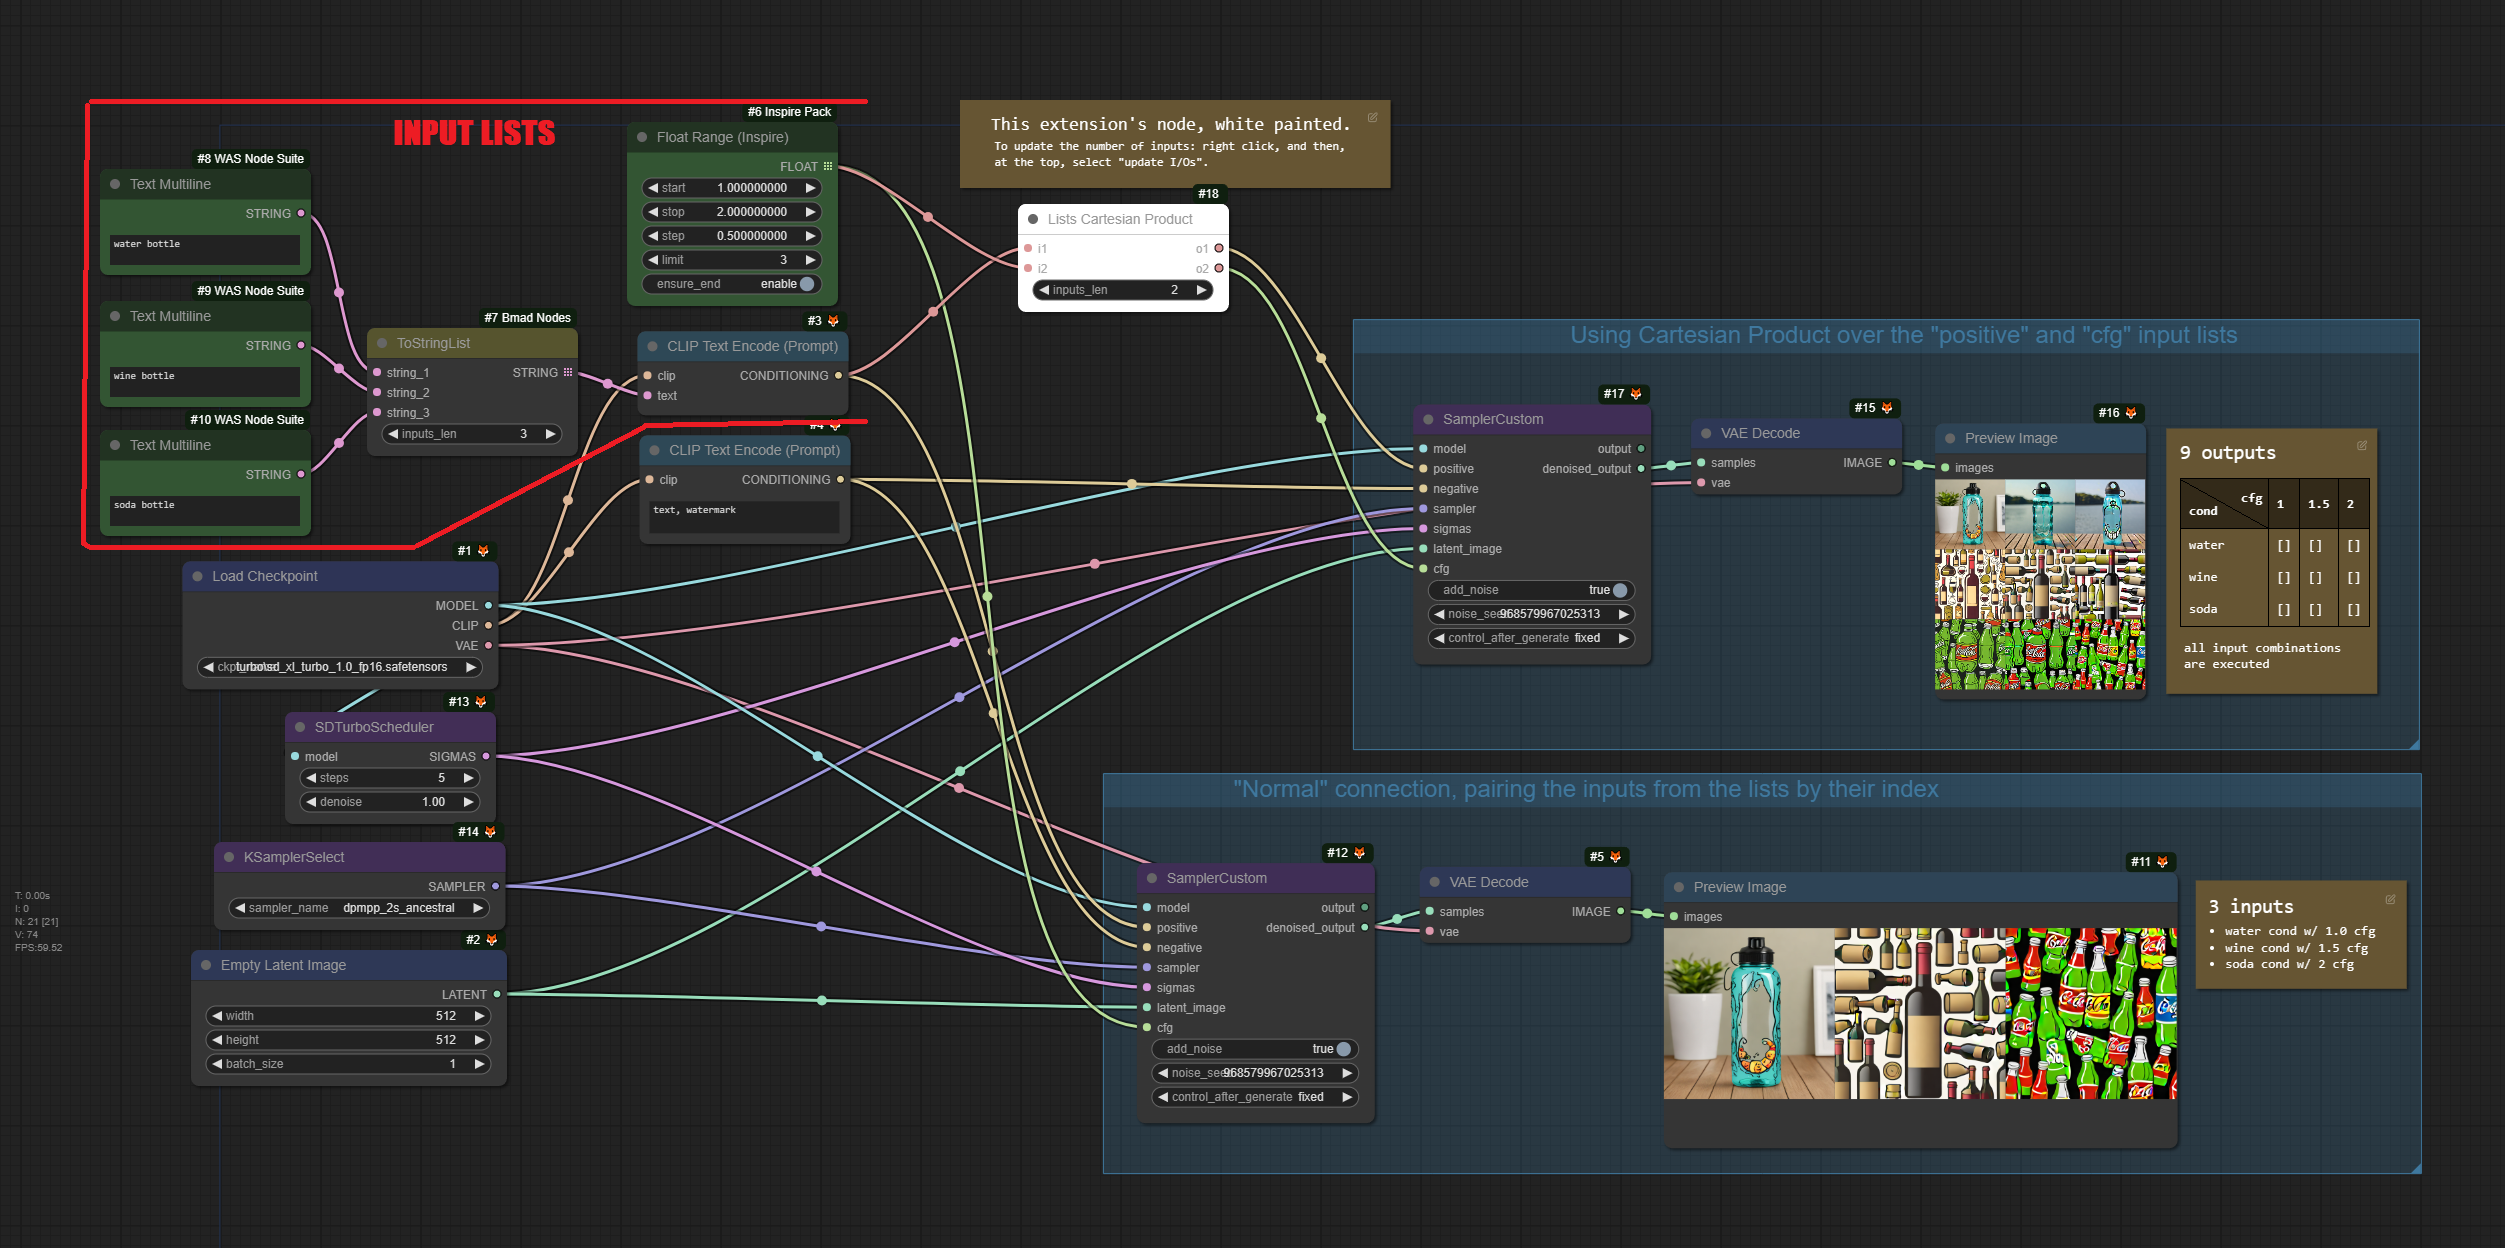 INPUT LISTS
#8 WAS Node Suite
Text Multiline
STRING
water bottle
#9 WAS Node Suite
Text Multiline
STRING
wine bottle
#10 WAS Node Suite
Text Multiline
STRING
soda bottle
#7 Bmad Nodes
ToStringList
string_1 STRING
string_2
string_3
inputs_len 3
#6 Inspire Pack
Float Range (Inspire)
FLOAT
start 1.000000000
stop 2.000000000
step 0.500000000
limit 3
ensure_end enable
#3
CLIP Text Encode (Prompt)
clip CONDITIONING
text
#4
CLIP Text Encode (Prompt)
clip CONDITIONING
text, watermark
This extension's node, white painted.
To update the number of inputs: right click, and then,
at the top, select "update I/Os".
#18
Lists Cartesian Product
i1 o1
i2 o2
inputs_len 2
#1
Load Checkpoint
MODEL
CLIP
VAE
turbo\sd_xl_turbo_1.0_fp16.safetensors
#13
SDTurboScheduler
model SIGMAS
steps 5
denoise 1.00
#14
KSamplerSelect
SAMPLER
sampler_name dpmpp_2s_ancestral
#2
Empty Latent Image
LATENT
width 512
height 512
batch_size 1
T: 0.00s
I: 0
N: 21 [21]
V: 74
FPS:59.52
Using Cartesian Product over the "positive" and "cfg" input lists
#17
SamplerCustom
model output
positive denoised_output
negative
sampler
sigmas
latent_image
cfg
add_noise true
noise_see 968579967025313
control_after_generate fixed
#15
VAE Decode
samples IMAGE
vae
#16
Preview Image
images
9 outputs
cfg 1 1.5 2
cond
water [] [] []
wine [] [] []
soda [] [] []
all input combinations
are executed
"Normal" connection, pairing the inputs from the lists by their index
#12
SamplerCustom
model output
positive denoised_output
negative
sampler
sigmas
latent_image
cfg
add_noise true
noise_see 968579967025313
control_after_generate fixed
#5
VAE Decode
samples IMAGE
vae
#11
Preview Image
images
3 inputs
• water cond w/ 1.0 cfg
• wine cond w/ 1.5 cfg
• soda cond w/ 2 cfg